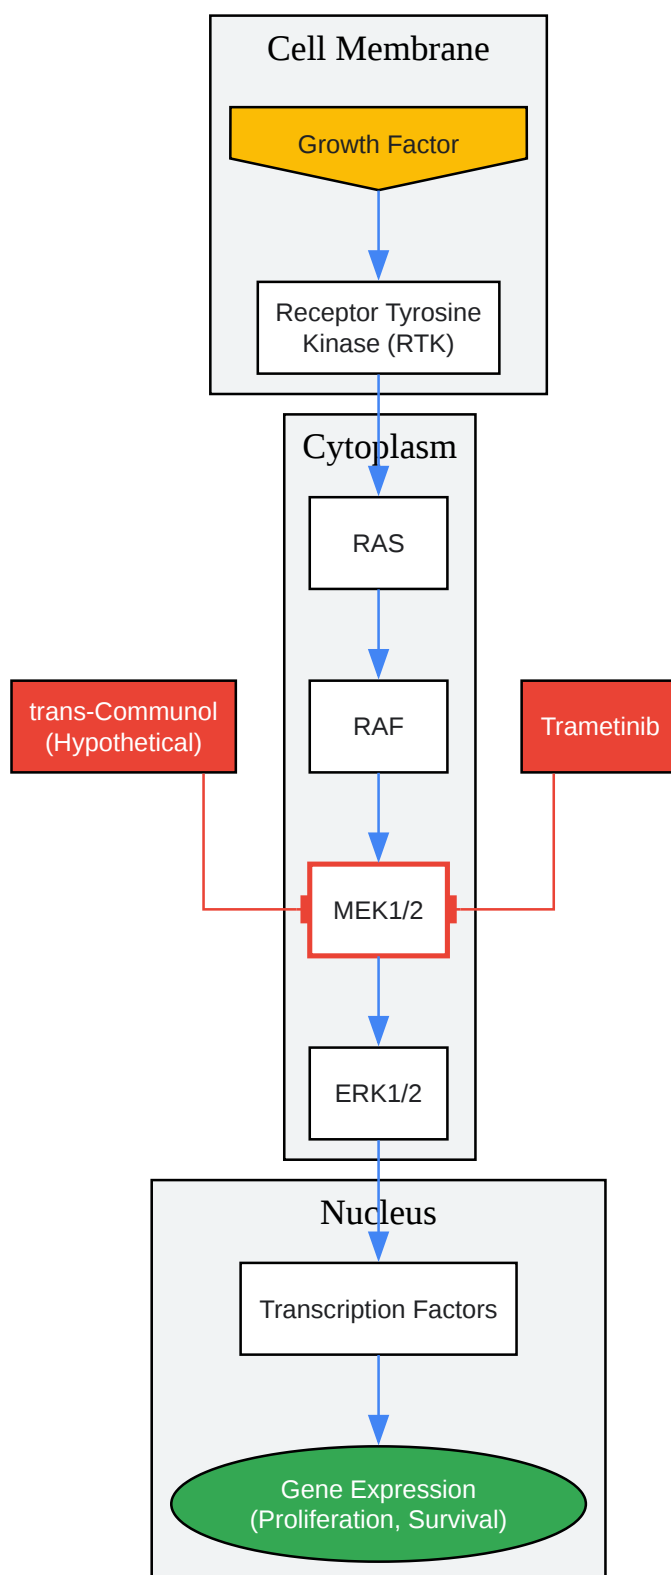 Cell Membrane
Growth Factor
Receptor Tyrosine
Kinase (RTK)
Cytoplasm
RAS
trans-Communol
(Hypothetical)
RAF
Trametinib
MEK1/2
ERK1/2
Nucleus
Transcription Factors
Gene Expression
(Proliferation, Survival)